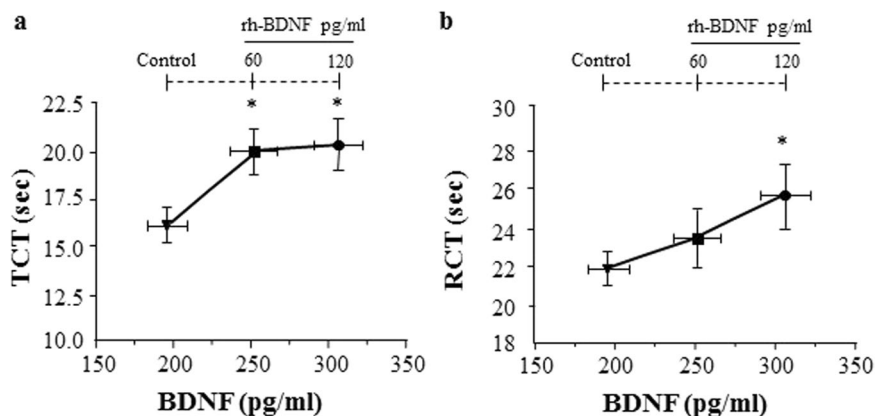 a
rh-BDNF pg/ml
Control 60 120
* *
22.5
20.0
17.5
15.0
12.5
10.0
TCT (sec)
150 200 250 300 350
BDNF (pg/ml)
b
rh-BDNF pg/ml
Control 60 120
*
30
28
26
24
22
20
18
RCT (sec)
150 200 250 300 350
BDNF (pg/ml)